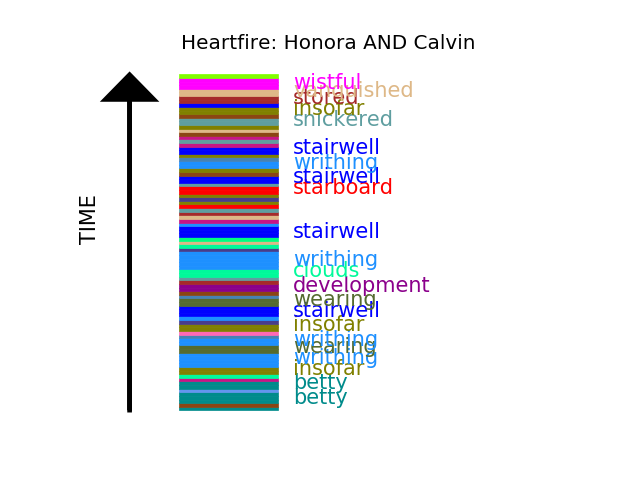 Heartfire: Honora AND Calvin
wistful
vanquished
stored
insofar
snickered
stairwell
writhing
stairwell
starboard
stairwell
writhing
clouds
development
wearing
stairwell
insofar
writhing
wearing
writhing
insofar
betty
betty
TIME